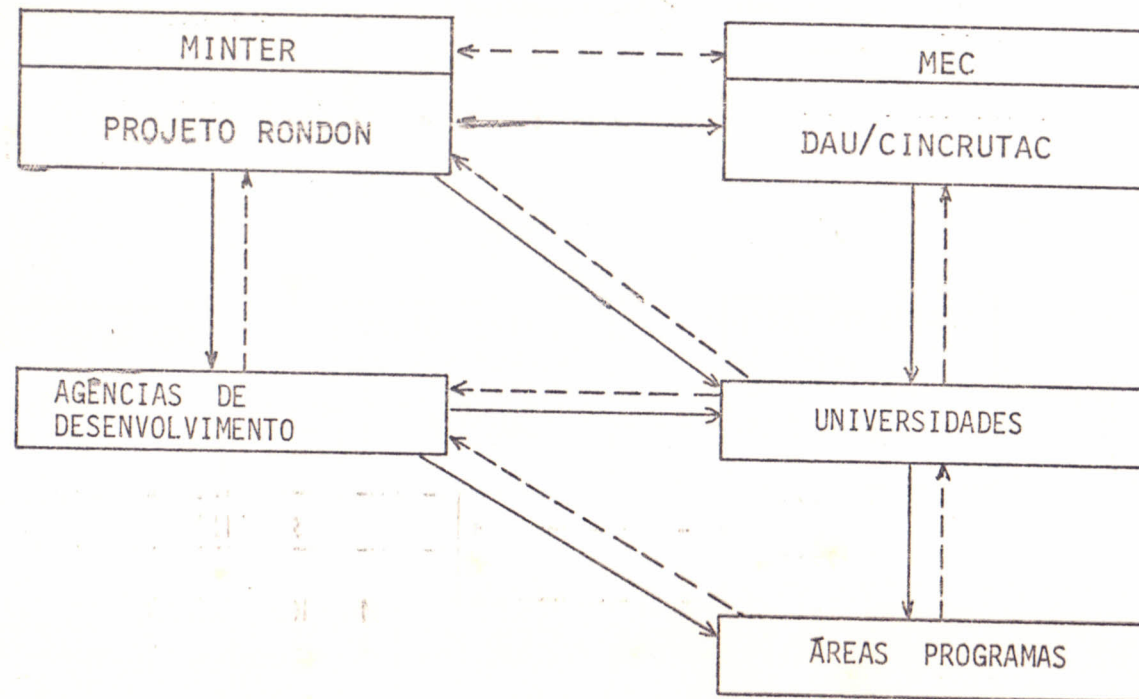 MINTER
PROJETO RONDON
MEC
DAU/CINCRUTAC
AGÊNCIAS DE
DESENVOLVIMENTO
UNIVERSIDADES
ÁREAS PROGRAMAS